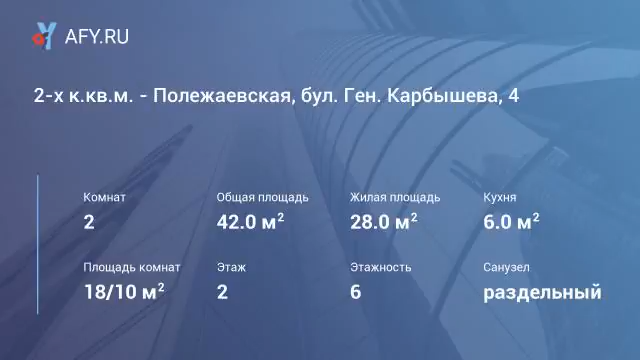 AFY.RU
2-х к.кв.м. - Полежаевская, бул. Ген. Карбышева, 4
Комнат Общая площадь Жилая площадь Кухня
2 42.0 м² 28.0 м² 6.0 м²
Площадь комнат Этаж Этажность Санузел
18/10 м² 2 6 раздельный